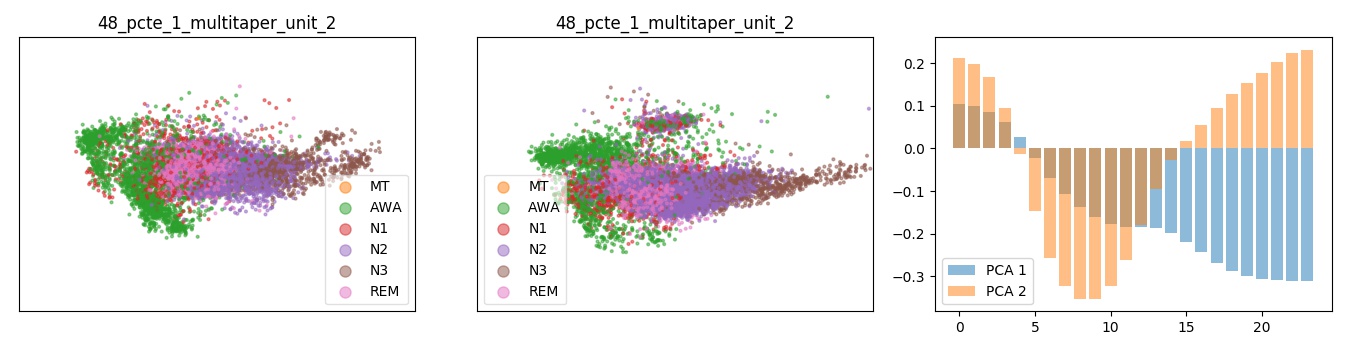 48_pcte_1_multitaper_unit_2
MT
AWA
N1
N2
N3
REM
48_pcte_1_multitaper_unit_2
MT
AWA
N1
N2
N3
REM
0.2
0.1
0.0
−0.1
−0.2
−0.3
PCA 1
PCA 2
0 5 10 15 20